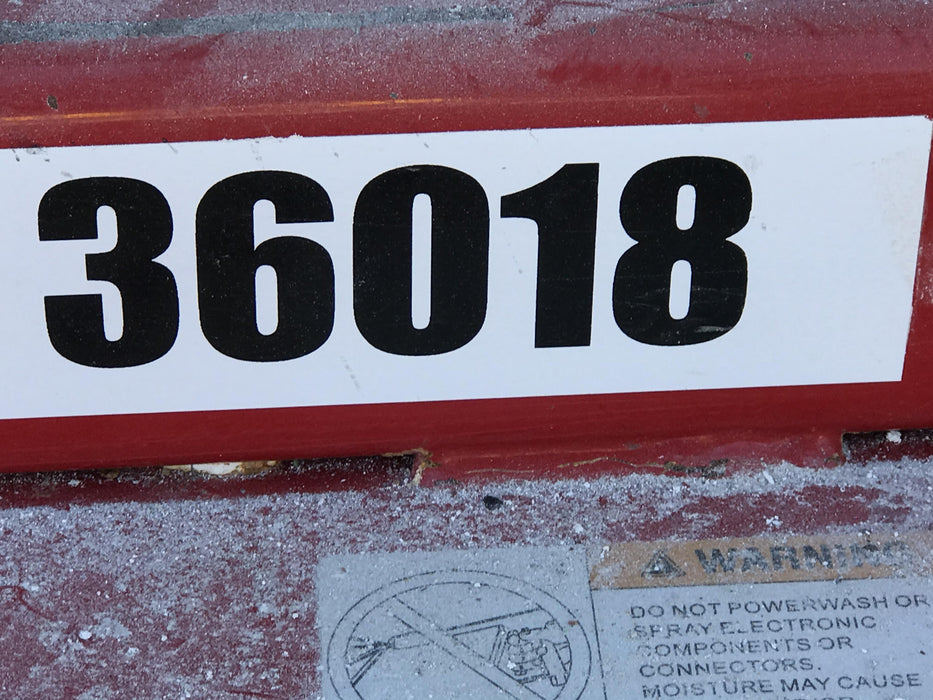 36018
WARNING
DO NOT POWERWASH OR
SPRAY ELECTRONIC
COMPONENTS OR
CONNECTORS.
MOISTURE MAY CAUSE